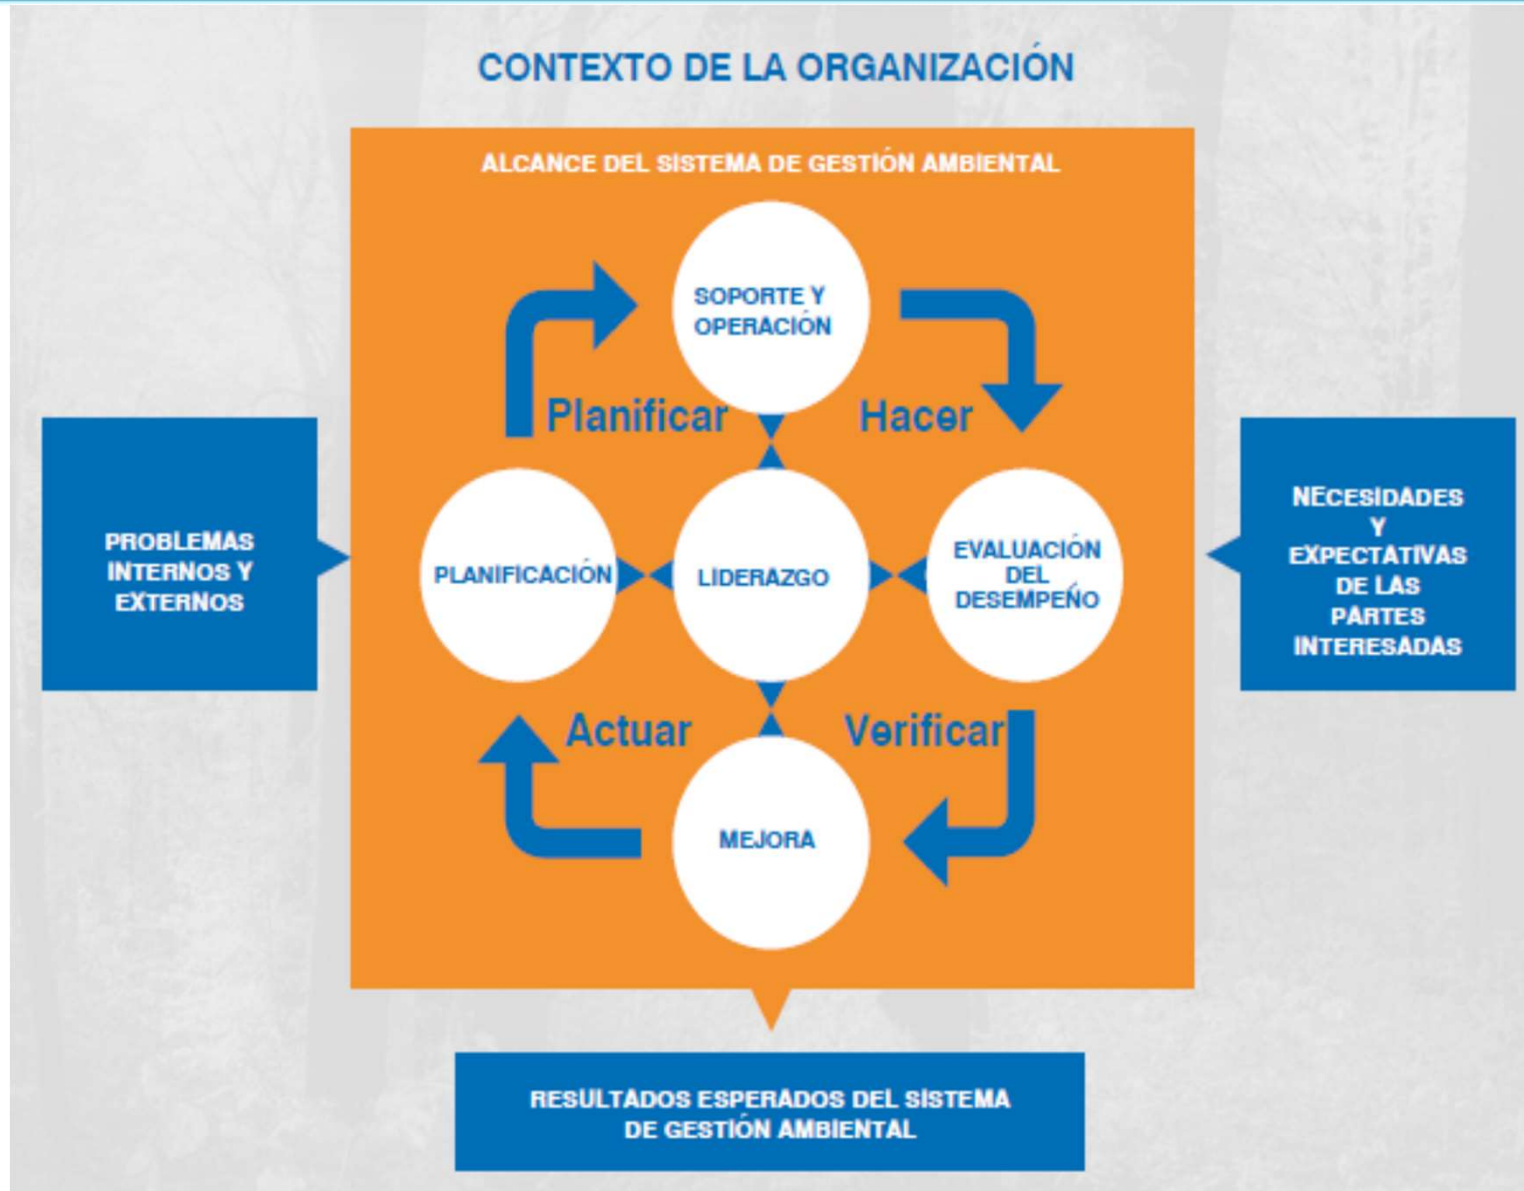 CONTEXTO DE LA ORGANIZACIÓN
ALCANCE DEL SISTEMA DE GESTIÓN AMBIENTAL
SOPORTE Y
OPERACIÓN
Planificar
Hacer
PROBLEMAS
INTERNOS Y
EXTERNOS
PLANIFICACIÓN
LIDERAZGO
EVALUACIÓN
DEL
DESEMPEÑO
NECESIDADES
Y
EXPECTATIVAS
DE LAS
PARTES
INTERESADAS
Actuar
Verificar
MEJORA
RESULTADOS ESPERADOS DEL SISTEMA
DE GESTIÓN AMBIENTAL